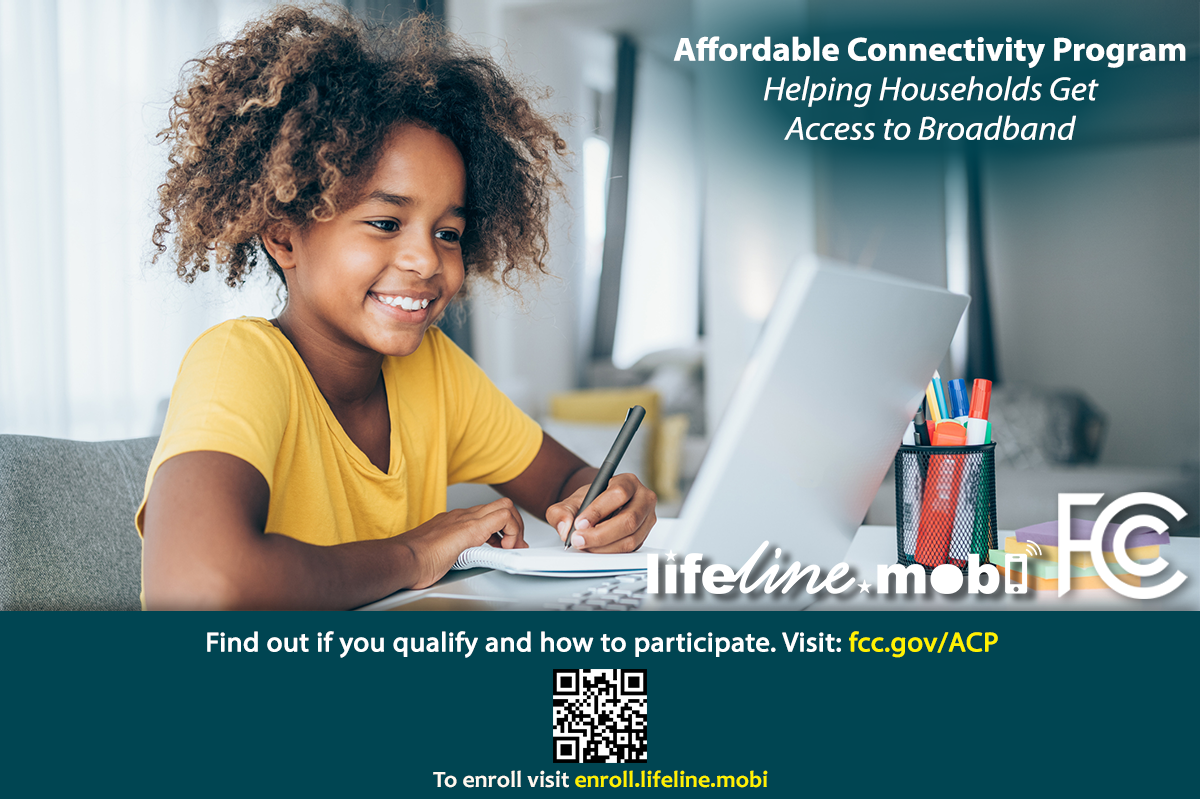 Affordable Connectivity Program
Helping Households Get
Access to Broadband
lifeline.mobi
FCC
Find out if you qualify and how to participate. Visit: fcc.gov/ACP
To enroll visit enroll.lifeline.mobi